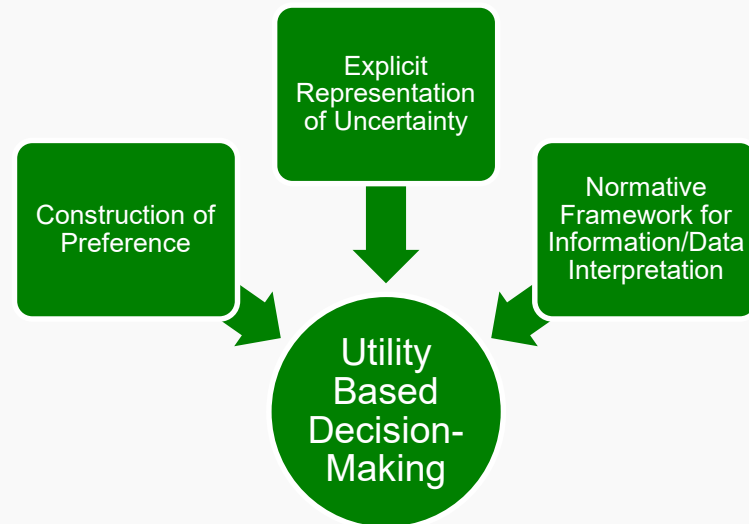 Explicit
Representation
of Uncertainty
Construction of
Preference
Normative
Framework for
Information/Data
Interpretation
Utility
Based
Decision-
Making